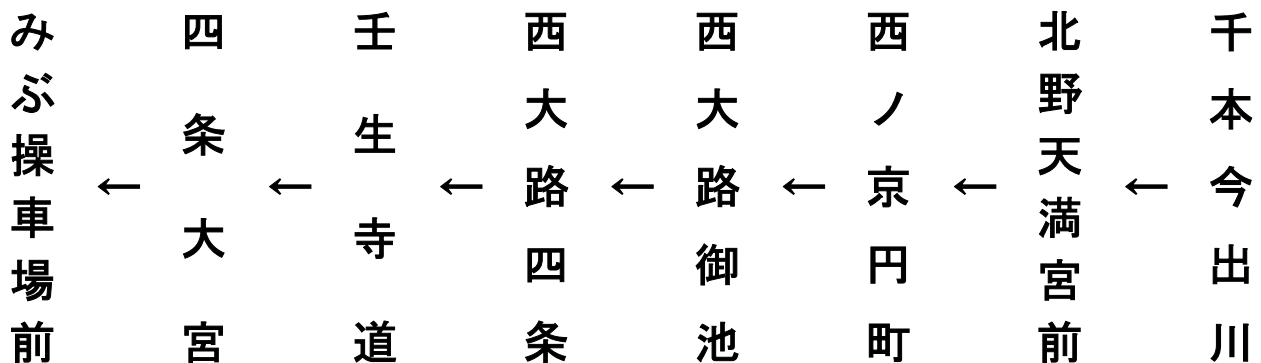 千本今出川
←
北野天満宮前
←
西ノ京円町
←
西大路御池
←
西大路四条
←
壬生寺道
←
四条大宮
←
みぶ操車場前